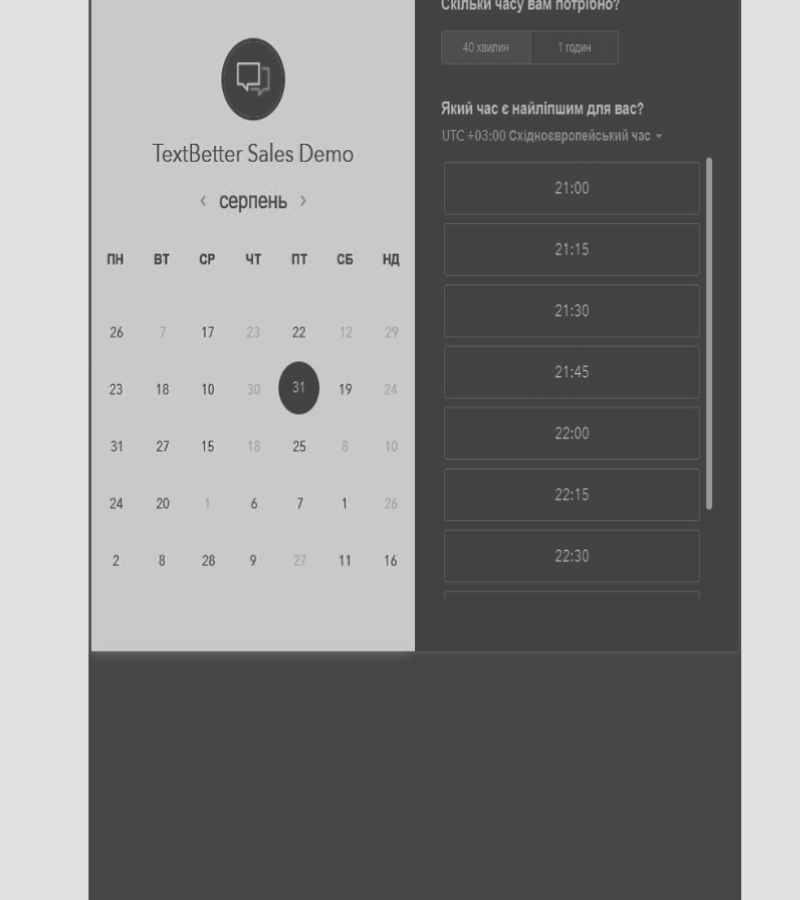 TextBetter Sales Demo
‹ серпень ›
ПН ВТ СР ЧТ ПТ СБ НД
26 7 17 23 22 12 29
23 18 10 30 31 19 24
31 27 15 18 25 8 10
24 20 1 6 7 1 26
2 8 28 9 27 11 16
Скільки часу вам потрібно?
40 хвилин 1 годин
Який час є найліпшим для вас?
UTC +03:00 Східноєвропейський час
21:00
21:15
21:30
21:45
22:00
22:15
22:30